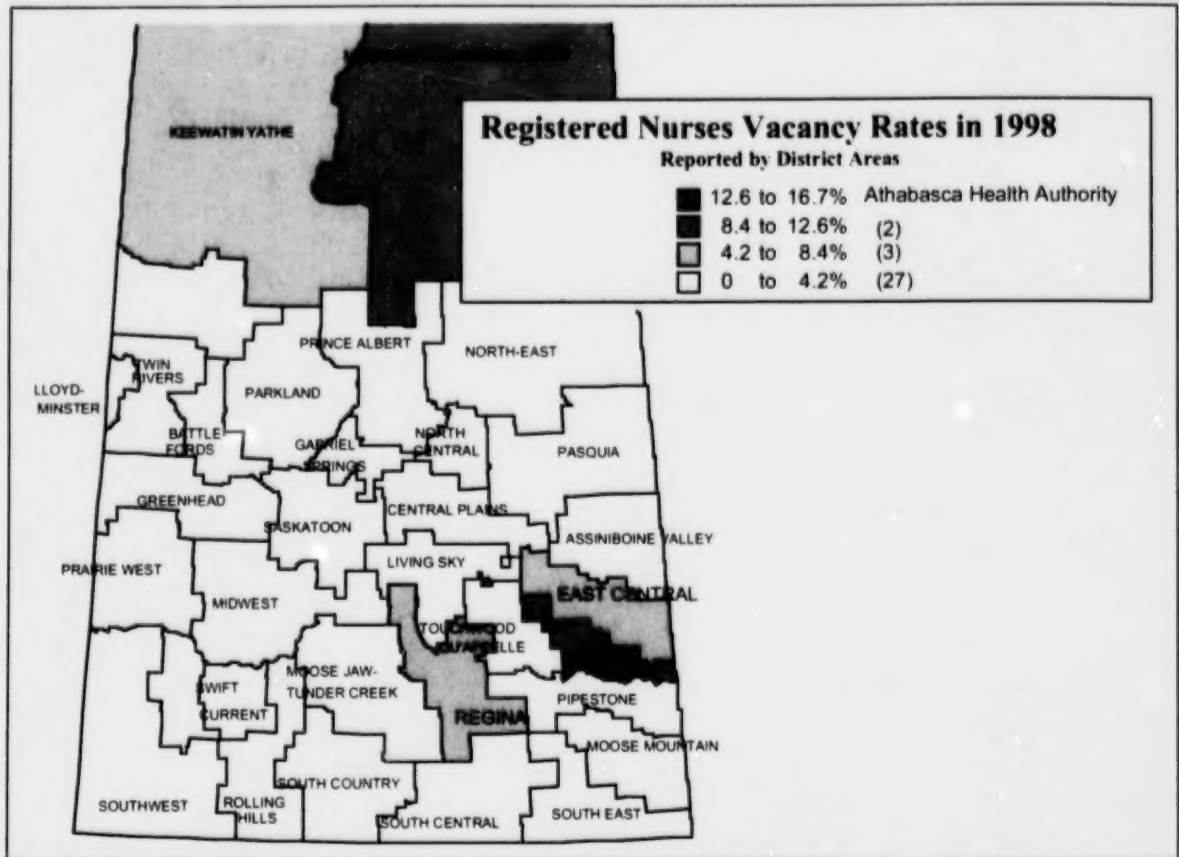 KEEWATIN YATHE
Registered Nurses Vacancy Rates in 1998
Reported by District Areas
12.6 to 16.7% Athabasca Health Authority
8.4 to 12.6% (2)
4.2 to 8.4% (3)
0 to 4.2% (27)
PRINCE ALBERT
NORTH-EAST
TWIN
RIVERS
LLOYD-
MINSTER
PARKLAND
BATTLE
FORDS
GABRIEL
SPRINGS
NORTH
CENTRAL
PASQUIA
GREENHEAD
SASKATOON
CENTRAL PLAINS
ASSINIBOINE VALLEY
PRAIRIE WEST
LIVING SKY
MIDWEST
EAST CENTRAL
TOUCHWOOD
QU'APPELLE
MOOSE JAW-
TUNDER CREEK
SWIFT
CURRENT
PIPESTONE
REGINA
MOOSE MOUNTAIN
SOUTH COUNTRY
SOUTHWEST
ROLLING
HILLS
SOUTH CENTRAL
SOUTH EAST